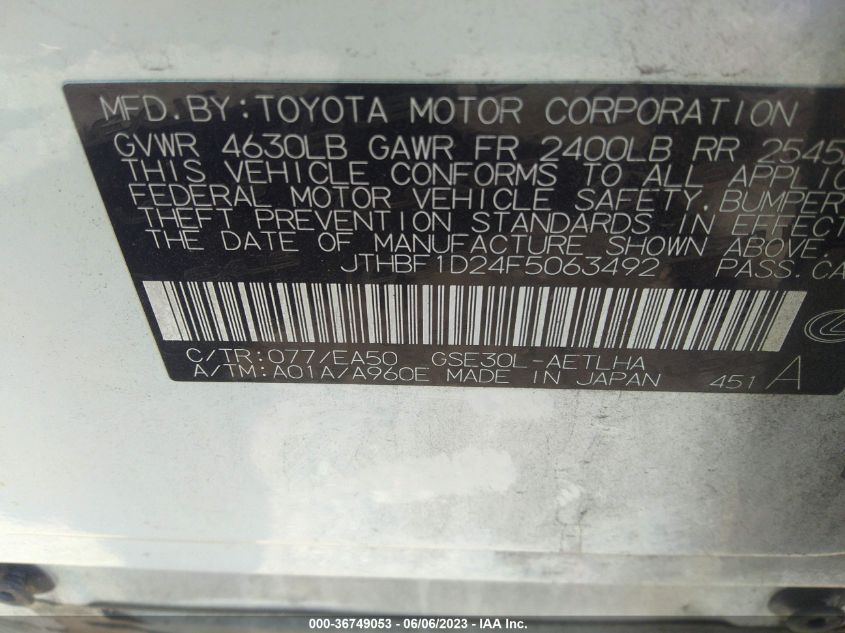 MFD.BY:TOYOTA MOTOR CORPORATION
GVWR 4630LB GAWR FR 2400LB RR 2545
THIS VEHICLE CONFORMS TO ALL APPLIC
FEDERAL MOTOR VEHICLE SAFETY, BUMPER
THEFT PREVENTION STANDARDS IN EFFECT
THE DATE OF MANUFACTURE SHOWN ABOVE.
JTHBF1D24F5063492 PASS.CA
C/TR:077/EA50 GSE30L-AETLHA
A/TM:A01A/A960E MADE IN JAPAN 451 A
000-36749053 - 06/06/2023 - IAA Inc.